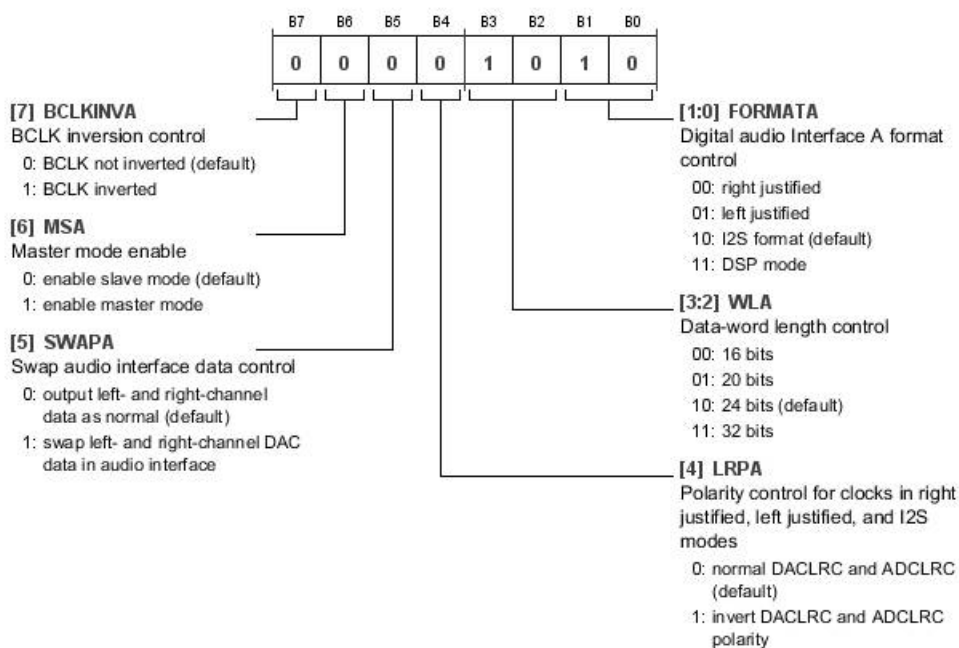 B7 B6 B5 B4 B3 B2 B1 B0
0 0 0 0 1 0 1 0
[7] BCLKINVA
BCLK inversion control
0: BCLK not inverted (default)
1: BCLK inverted
[6] MSA
Master mode enable
0: enable slave mode (default)
1: enable master mode
[5] SWAPA
Swap audio interface data control
0: output left- and right-channel
data as normal (default)
1: swap left- and right-channel DAC
data in audio interface
[1:0] FORMATA
Digital audio Interface A format
control
00: right justified
01: left justified
10: I2S format (default)
11: DSP mode
[3:2] WLA
Data-word length control
00: 16 bits
01: 20 bits
10: 24 bits (default)
11: 32 bits
[4] LRPA
Polarity control for clocks in right
justified, left justified, and I2S
modes
0: normal DACLRC and ADCLRC
(default)
1: invert DACLRC and ADCLRC
polarity